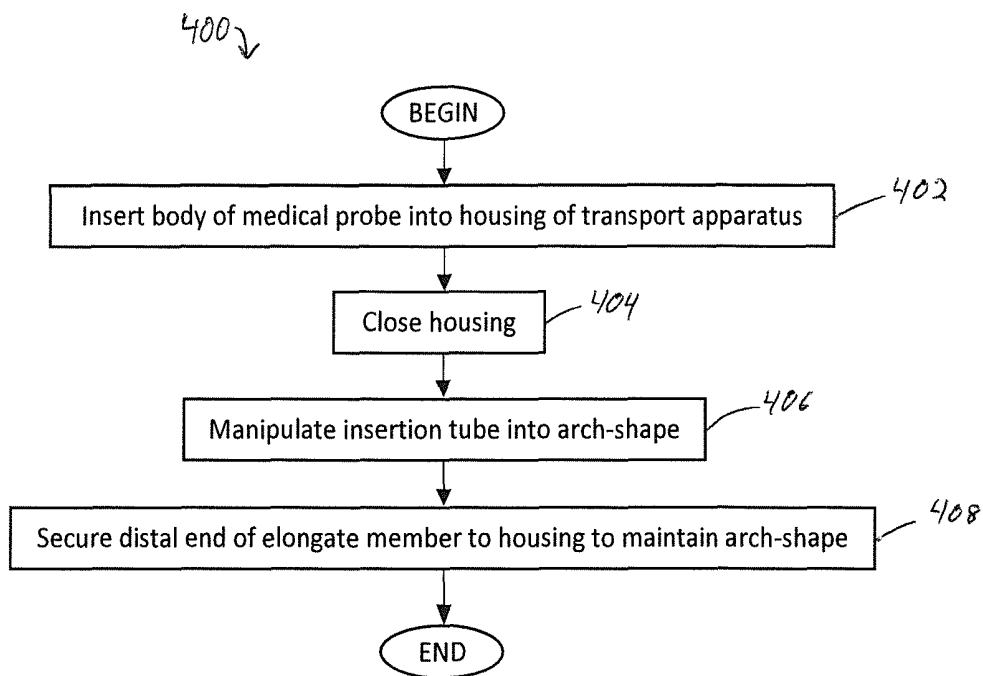 400
BEGIN
Insert body of medical probe into housing of transport apparatus
402
Close housing
404
Manipulate insertion tube into arch-shape
406
Secure distal end of elongate member to housing to maintain arch-shape
408
END